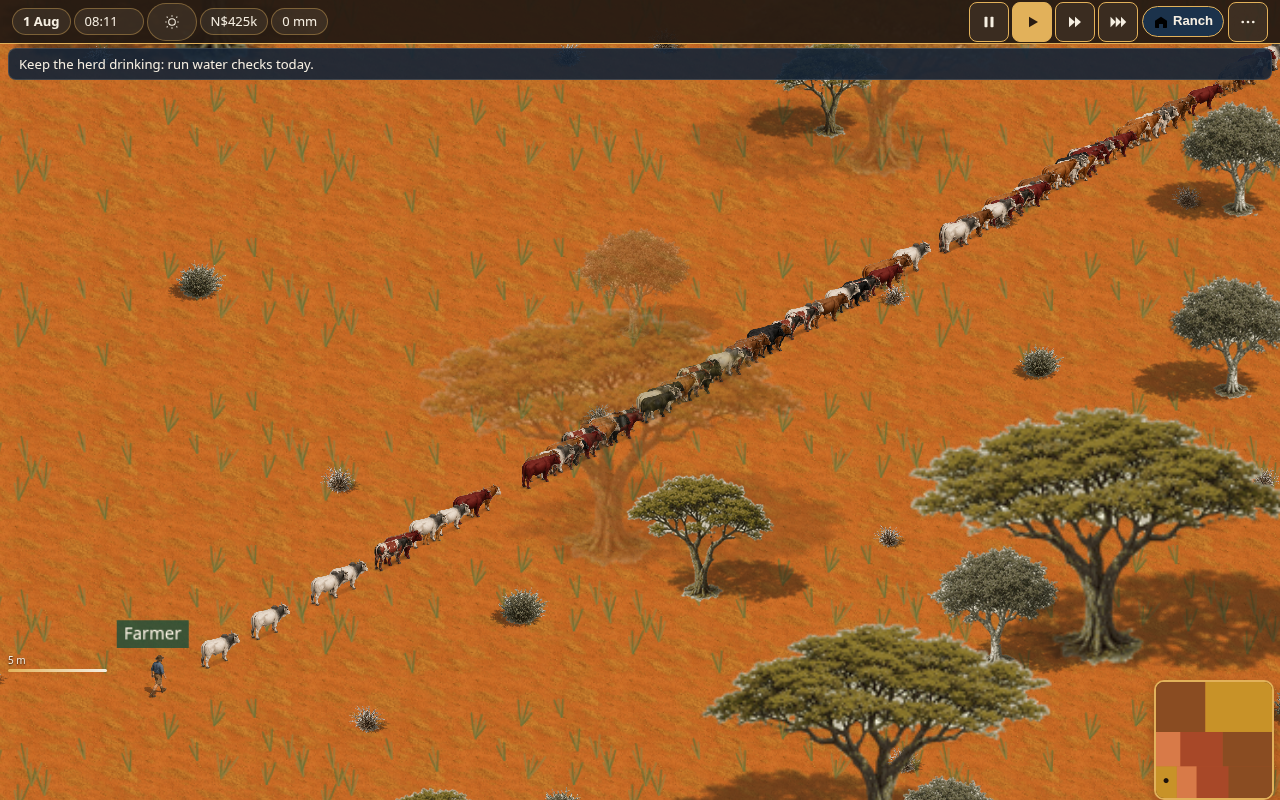 1 Aug 08:11 N$425k 0 mm Ranch
Keep the herd drinking: run water checks today.
Farmer
5 m